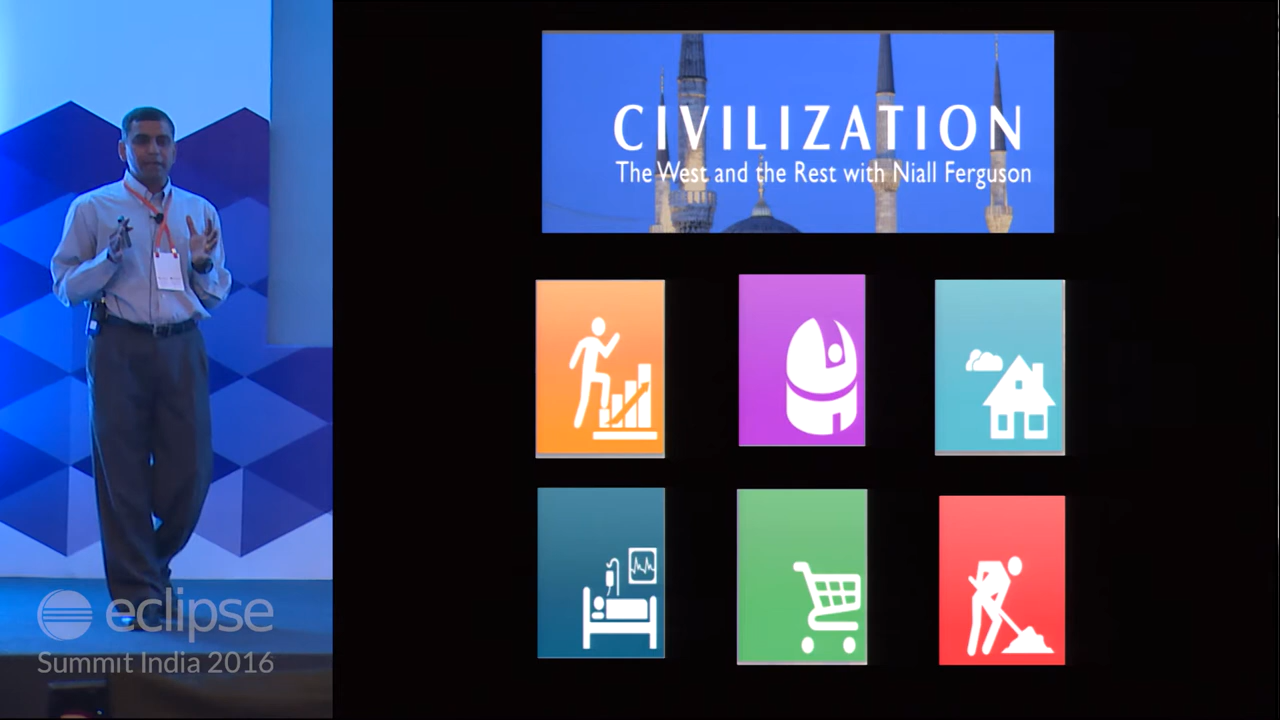 CIVILIZATION
The West and the Rest with Niall Ferguson
eclipse
Summit India 2016